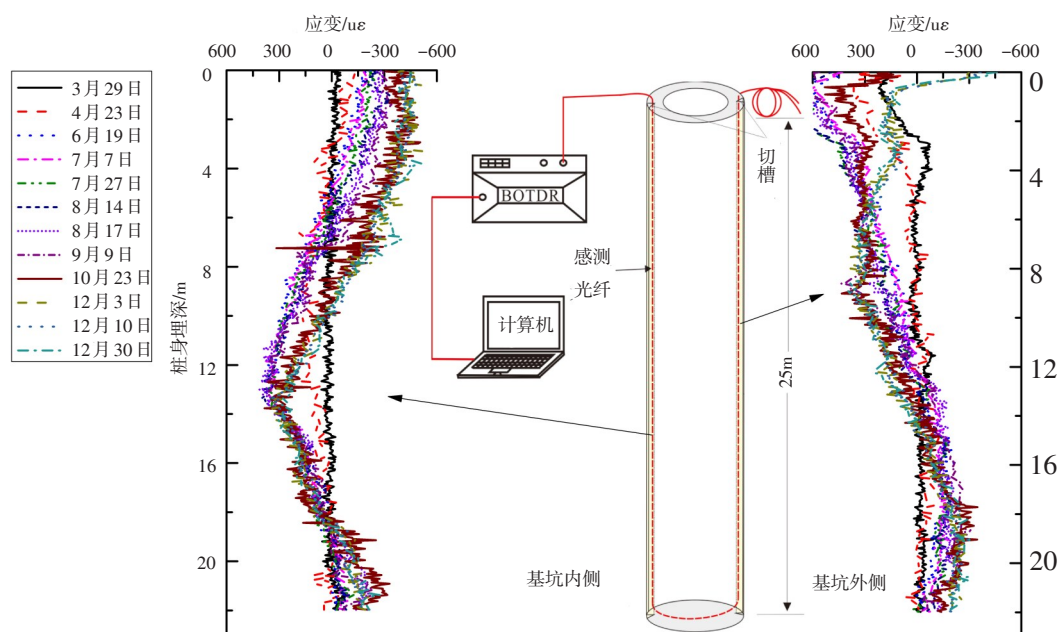 应变/uε
600 300 0 -300 -600
0
4
8
12
16
20
桩身埋深/m
3月29日
4月23日
6月19日
7月7日
7月27日
8月14日
8月17日
9月9日
10月23日
12月3日
12月10日
12月30日
BOTDR
计算机
感测
光纤
切槽
25m
基坑内侧
基坑外侧
应变/uε
600 300 0 -300 -600
0
4
8
12
16
20